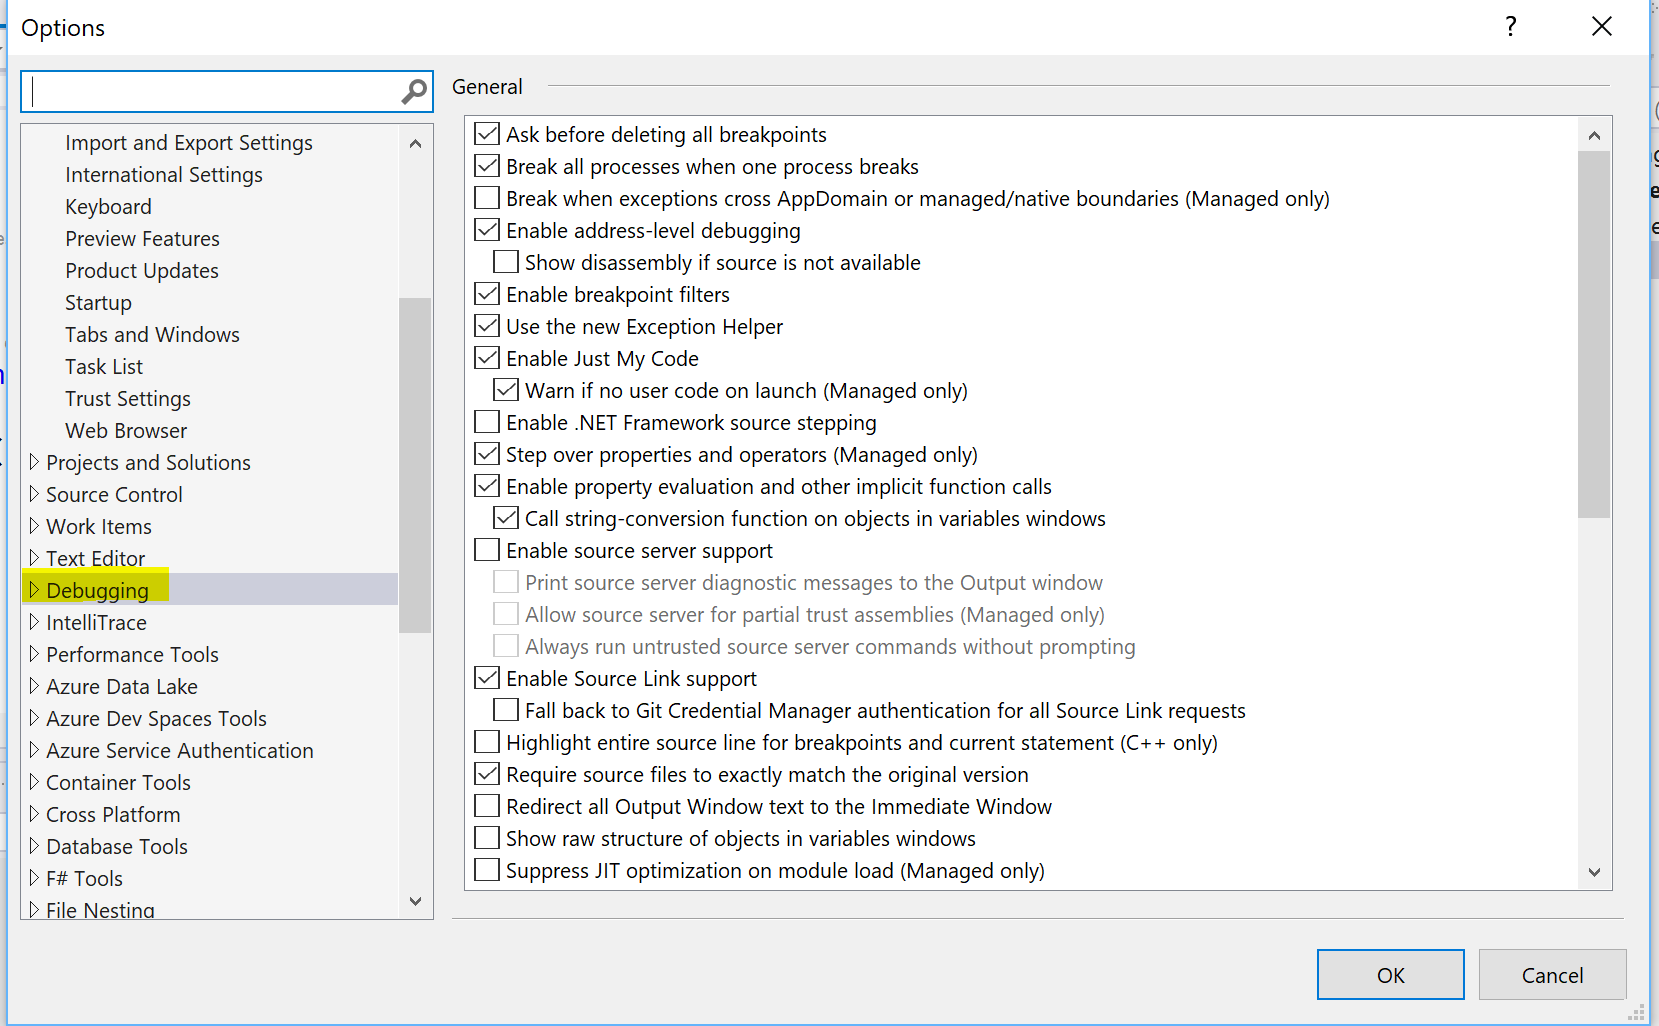 Options
?
General
Import and Export Settings
International Settings
Keyboard
Preview Features
Product Updates
Startup
Tabs and Windows
Task List
Trust Settings
Web Browser
Projects and Solutions
Source Control
Work Items
Text Editor
Debugging
IntelliTrace
Performance Tools
Azure Data Lake
Azure Dev Spaces Tools
Azure Service Authentication
Container Tools
Cross Platform
Database Tools
F# Tools
File Nesting
Ask before deleting all breakpoints
Break all processes when one process breaks
Break when exceptions cross AppDomain or managed/native boundaries (Managed only)
Enable address-level debugging
Show disassembly if source is not available
Enable breakpoint filters
Use the new Exception Helper
Enable Just My Code
Warn if no user code on launch (Managed only)
Enable .NET Framework source stepping
Step over properties and operators (Managed only)
Enable property evaluation and other implicit function calls
Call string-conversion function on objects in variables windows
Enable source server support
Print source server diagnostic messages to the Output window
Allow source server for partial trust assemblies (Managed only)
Always run untrusted source server commands without prompting
Enable Source Link support
Fall back to Git Credential Manager authentication for all Source Link requests
Highlight entire source line for breakpoints and current statement (C++ only)
Require source files to exactly match the original version
Redirect all Output Window text to the Immediate Window
Show raw structure of objects in variables windows
Suppress JIT optimization on module load (Managed only)
OK
Cancel